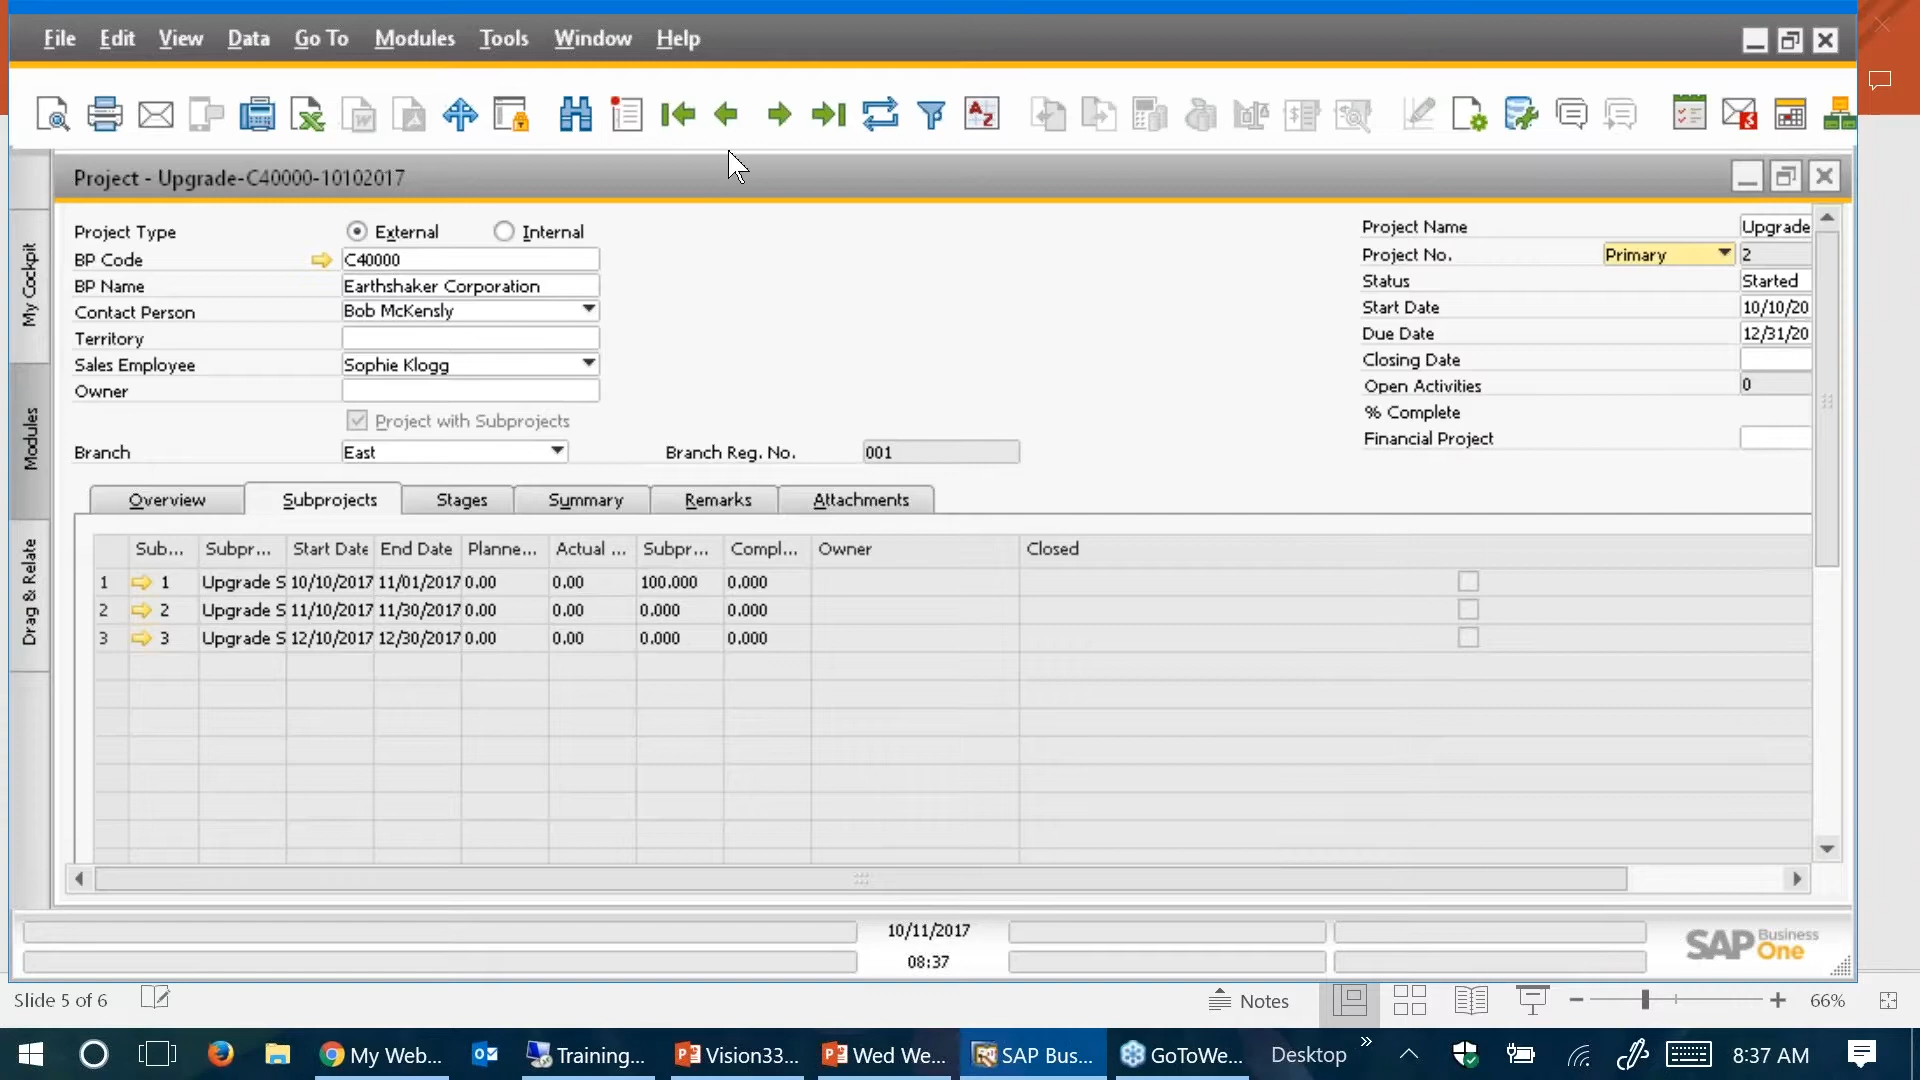 File Edit View Data Go To Modules Tools Window Help
Project - Upgrade-C40000-10102017
My Cockpit
Modules
Drag & Relate
Project Type External Internal
BP Code C40000
BP Name Earthshaker Corporation
Contact Person Bob McKensly
Territory
Sales Employee Sophie Klogg
Owner
Project with Subprojects
Branch East Branch Reg. No. 001
Project Name Upgrade
Project No. Primary 2
Status Started
Start Date 10/10/20
Due Date 12/31/20
Closing Date
Open Activities 0
% Complete
Financial Project
Overview Subprojects Stages Summary Remarks Attachments
Sub... Subpr... Start Date End Date Planne... Actual ... Subpr... Compl... Owner Closed
1 1 Upgrade S 10/10/2017 11/01/2017 0.00 0.00 100.000 0.000
2 2 Upgrade S 11/10/2017 11/30/2017 0.00 0.00 0.000 0.000
3 3 Upgrade S 12/10/2017 12/30/2017 0.00 0.00 0.000 0.000
10/11/2017
08:37
SAP Business One
Slide 5 of 6 Notes 66%
My Web... Training... Vision33... Wed We... SAP Bus... GoToWe... Desktop 8:37 AM